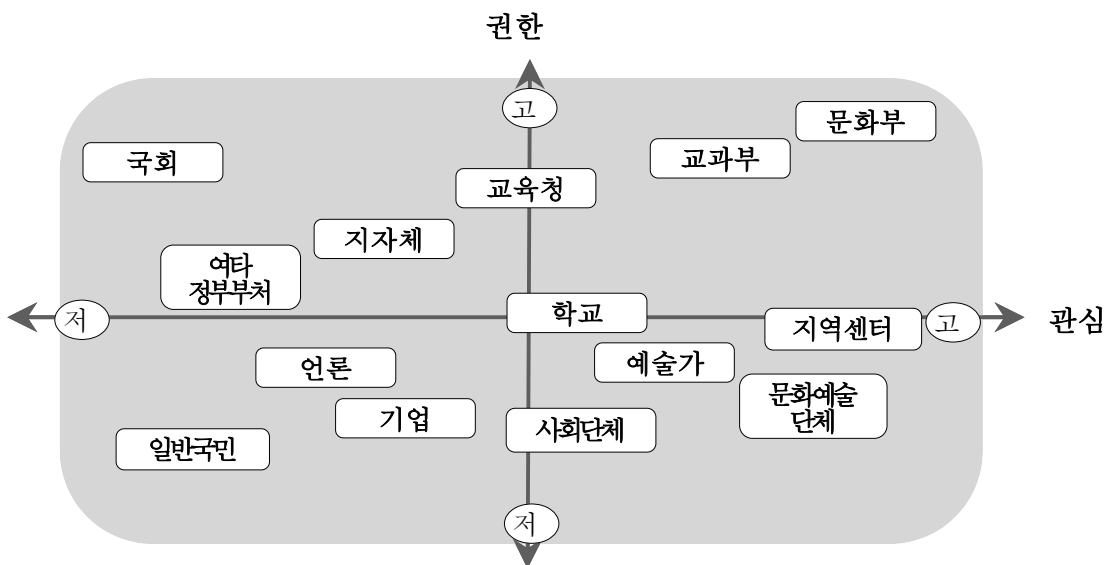 권한
고
문화부
국회
교과부
교육청
지자체
여타
정부부처
학교
저
지역센터
고
관심
언론
예술가
기업
문화예술
단체
사회단체
일반국민
저